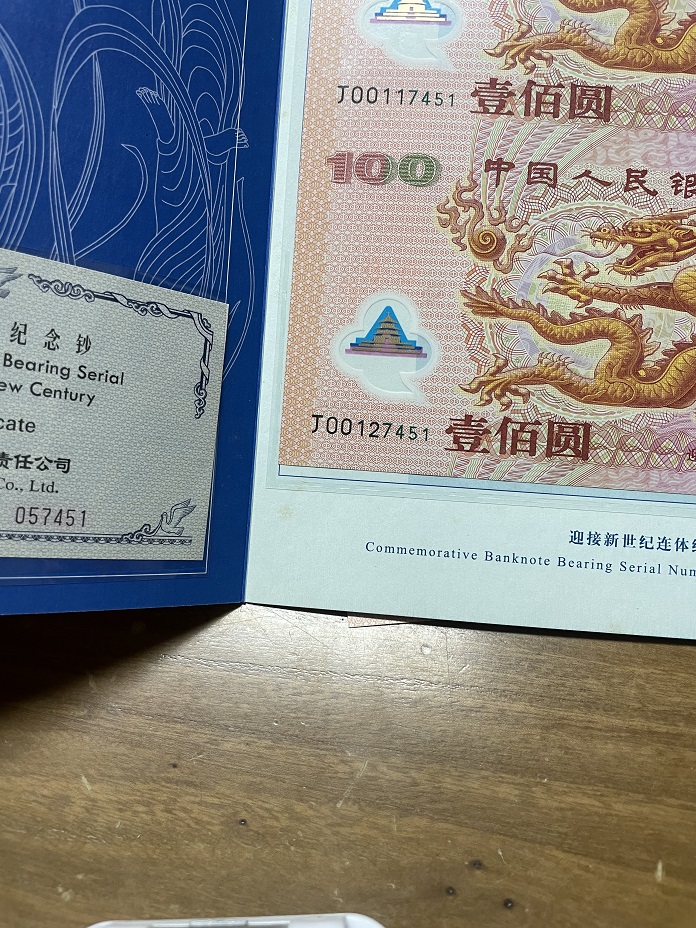 纪念钞
Bearing Serial
ew Century
cate
责任公司
Co., Ltd.
057451
J00117451 壹佰圆
100 中国人民银
J00127451 壹佰圆
迎接新世纪连体
Commemorative Banknote Bearing Serial Num